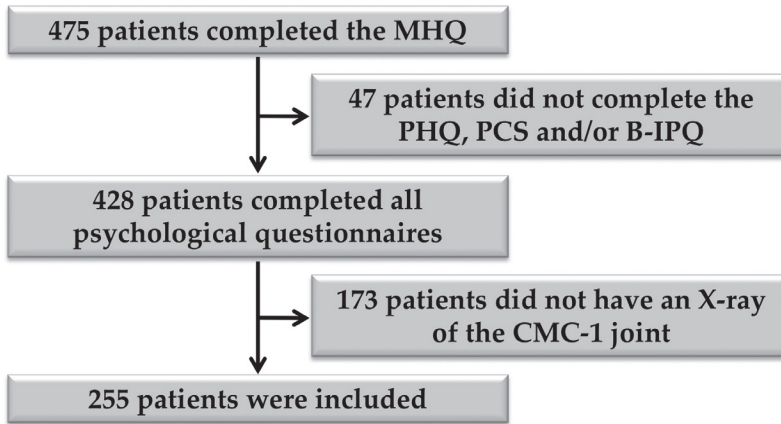 475 patients completed the MHQ
47 patients did not complete the
PHQ, PCS and/or B-IPQ
428 patients completed all
psychological questionnaires
173 patients did not have an X-ray
of the CMC-1 joint
255 patients were included